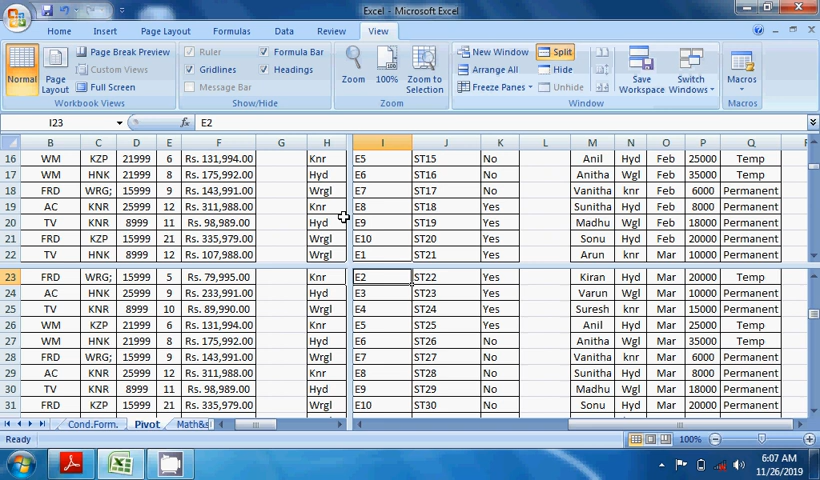 Excel - Microsoft Excel
Home Insert Page Layout Formulas Data Review View
Normal Page Layout Page Break Preview Custom Views Full Screen
Workbook Views
Ruler Formula Bar
Gridlines Headings
Show/Hide
Zoom 100% Zoom to Selection
Zoom
New Window Split
Arrange All Hide
Freeze Panes Unhide
Window
Save Workspace Switch Windows
Macros
Macros
I23 fx E2
B C D E F G H I J K L M N O P Q
16 WM KZP 21999 6 Rs. 131,994.00 Knr E5 ST15 No Anil Hyd Feb 25000 Temp
17 WM HNK 21999 8 Rs. 175,992.00 Hyd E6 ST16 No Anitha Wgl Feb 35000 Temp
18 FRD WRG; 15999 9 Rs. 143,991.00 Wrgl E7 ST17 No Vanitha knr Feb 6000 Permanent
19 AC KNR 25999 12 Rs. 311,988.00 Knr E8 ST18 Yes Sunitha Hyd Feb 8000 Permanent
20 TV KNR 8999 11 Rs. 98,989.00 Hyd E9 ST19 Yes Madhu Wgl Feb 18000 Permanent
21 FRD KZP 15999 21 Rs. 335,979.00 Wrgl E10 ST20 Yes Sonu Hyd Feb 20000 Permanent
22 TV HNK 8999 12 Rs. 107,988.00 Wrgl E1 ST21 Yes Arun knr Mar 10000 Permanent
23 FRD WRG; 15999 5 Rs. 79,995.00 Knr E2 ST22 Yes Kiran Hyd Mar 20000 Temp
24 AC HNK 25999 9 Rs. 233,991.00 Hyd E3 ST23 Yes Varun Wgl Mar 10000 Permanent
25 TV KNR 8999 10 Rs. 89,990.00 Wrgl E4 ST24 Yes Suresh knr Mar 15000 Permanent
26 WM KNR 21999 6 Rs. 131,994.00 Knr E5 ST25 Yes Anil Hyd Mar 25000 Temp
27 WM HNK 21999 8 Rs. 175,992.00 Hyd E6 ST26 No Anitha Wgl Mar 35000 Temp
28 FRD WRG; 15999 9 Rs. 143,991.00 Wrgl E7 ST27 No Vanitha knr Mar 6000 Permanent
29 AC KNR 25999 12 Rs. 311,988.00 Knr E8 ST28 No Sunitha Hyd Mar 8000 Permanent
30 TV KNR 8999 11 Rs. 98,989.00 Hyd E9 ST29 No Madhu Wgl Mar 18000 Permanent
31 FRD KZP 15999 21 Rs. 335,979.00 Wrgl E10 ST30 No Sonu Hyd Mar 20000 Permanent
Cond.Form. Pivot Math&s
Ready 100%
6:07 AM
11/26/2019